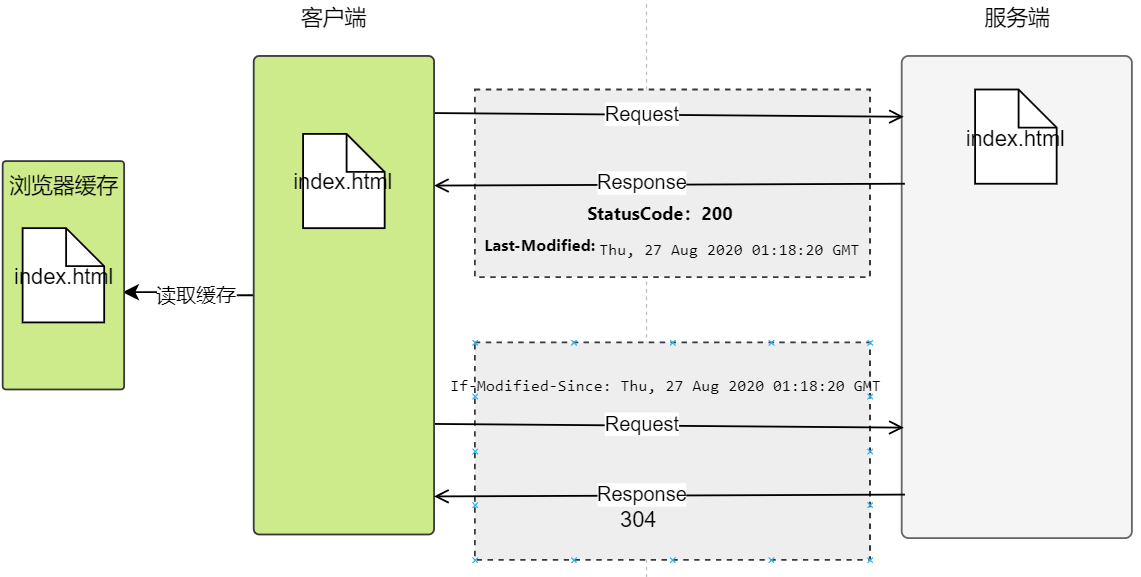 客户端
服务端
Request
index.html
Response
index.html
浏览器缓存
StatusCode：200
Last-Modified: Thu, 27 Aug 2020 01:18:20 GMT
index.html
读取缓存
If-Modified-Since: Thu, 27 Aug 2020 01:18:20 GMT
Request
Response
304